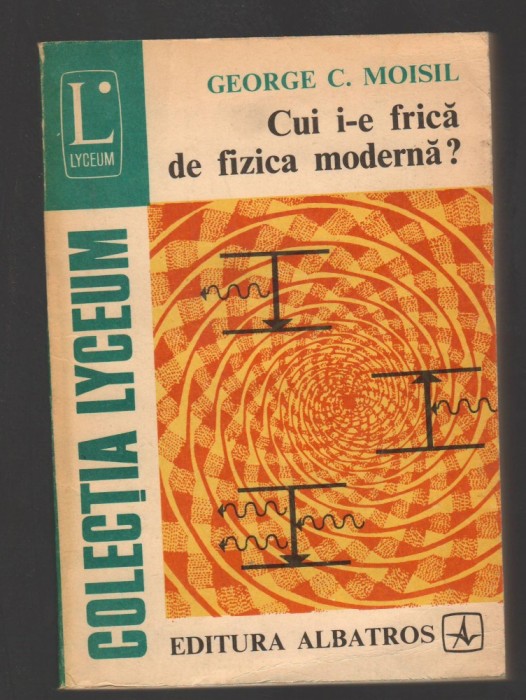 L
LYCEUM
GEORGE C. MOISIL
Cui i-e frică
de fizica modernă?
COLECȚIA LYCEUM
EDITURA ALBATROS